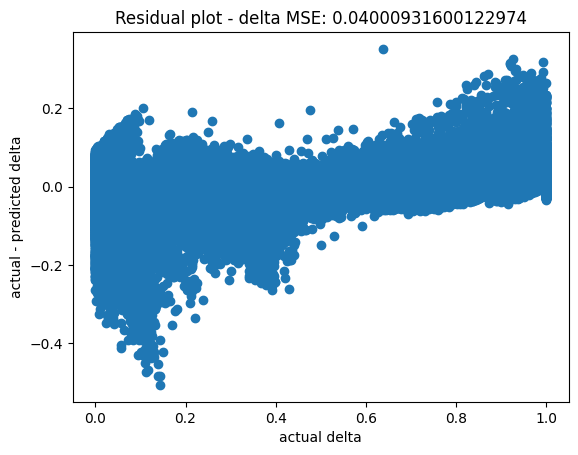 Residual plot - delta MSE: 0.04000931600122974
0.2
0.0
−0.2
−0.4
actual - predicted delta
0.0 0.2 0.4 0.6 0.8 1.0
actual delta